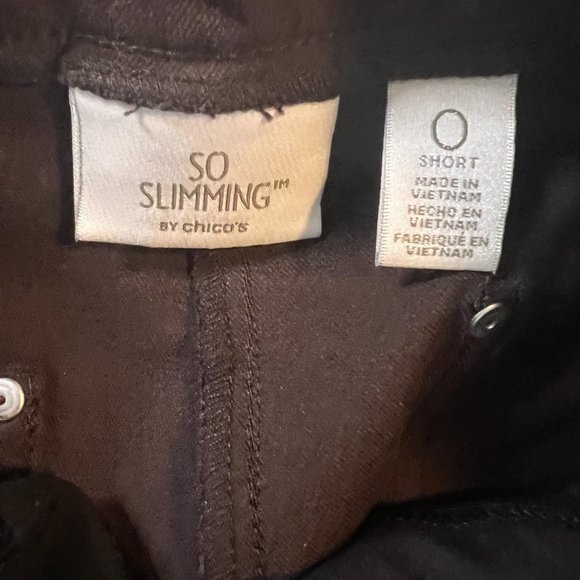 SO
SLIMMING™
BY chico's
0
SHORT
MADE IN
VIETNAM
HECHO EN
VIETNAM
FABRIQUÉ EN
VIETNAM